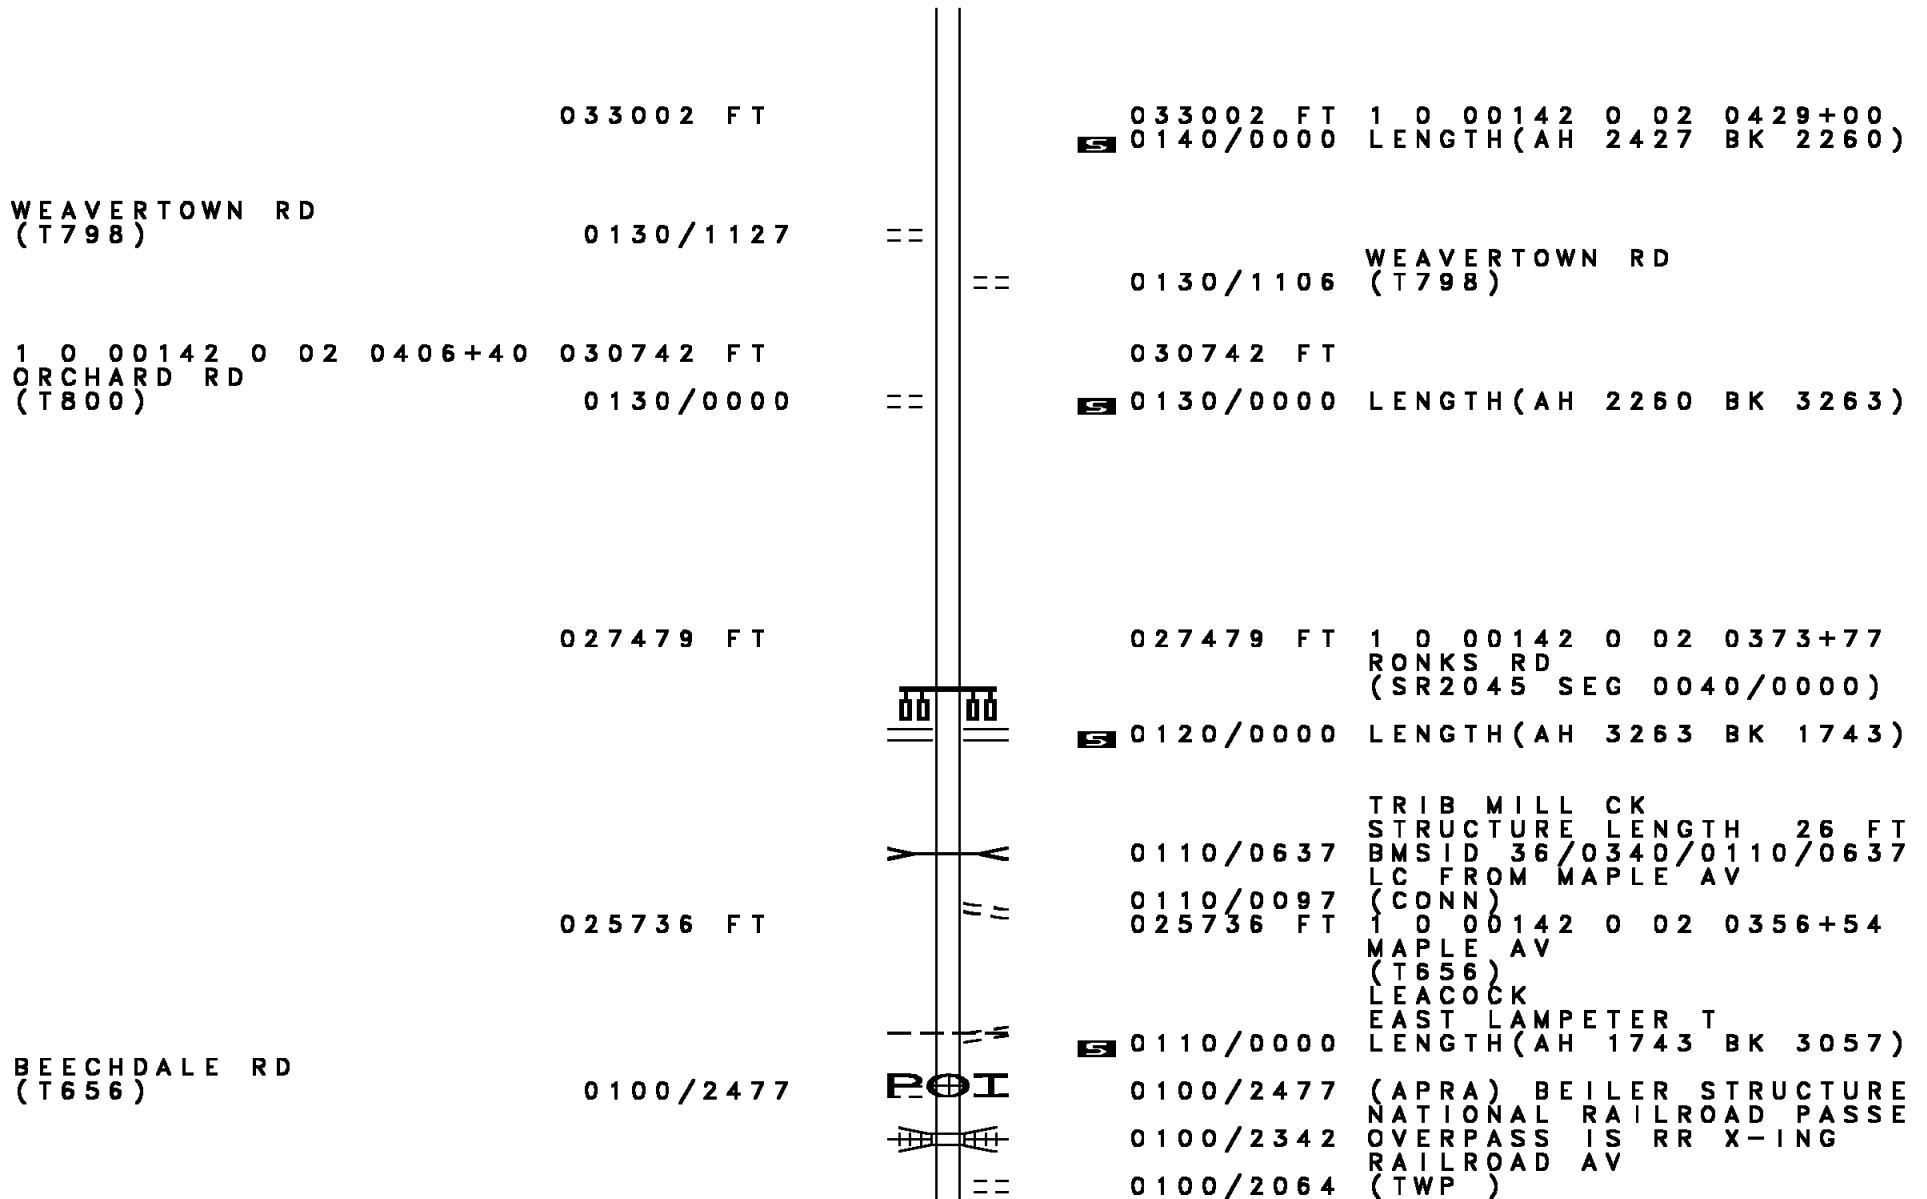 033002 FT 033002 FT 1 0 00142 0 02 0429+00
S 0140/0000 LENGTH(AH 2427 BK 2260)
WEAVERTOWN RD
(T798) 0130/1127
WEAVERTOWN RD
0130/1106 (T798)
1 0 00142 0 02 0406+40 030742 FT 030742 FT
ORCHARD RD
(T800) 0130/0000 S 0130/0000 LENGTH(AH 2260 BK 3263)
027479 FT 027479 FT 1 0 00142 0 02 0373+77
RONKS RD
(SR2045 SEG 0040/0000)
S 0120/0000 LENGTH(AH 3263 BK 1743)
TRIB MILL CK
STRUCTURE LENGTH 26 FT
0110/0637 BMSID 36/0340/0110/0637
LC FROM MAPLE AV
0110/0097 (CONN)
025736 FT 025736 FT 1 0 00142 0 02 0356+54
MAPLE AV
(T656)
LEACOCK
EAST LAMPETER T
S 0110/0000 LENGTH(AH 1743 BK 3057)
BEECHDALE RD
(T656) 0100/2477 POI 0100/2477 (APRA) BEILER STRUCTURE
NATIONAL RAILROAD PASSE
0100/2342 OVERPASS IS RR X-ING
RAILROAD AV
0100/2064 (TWP )